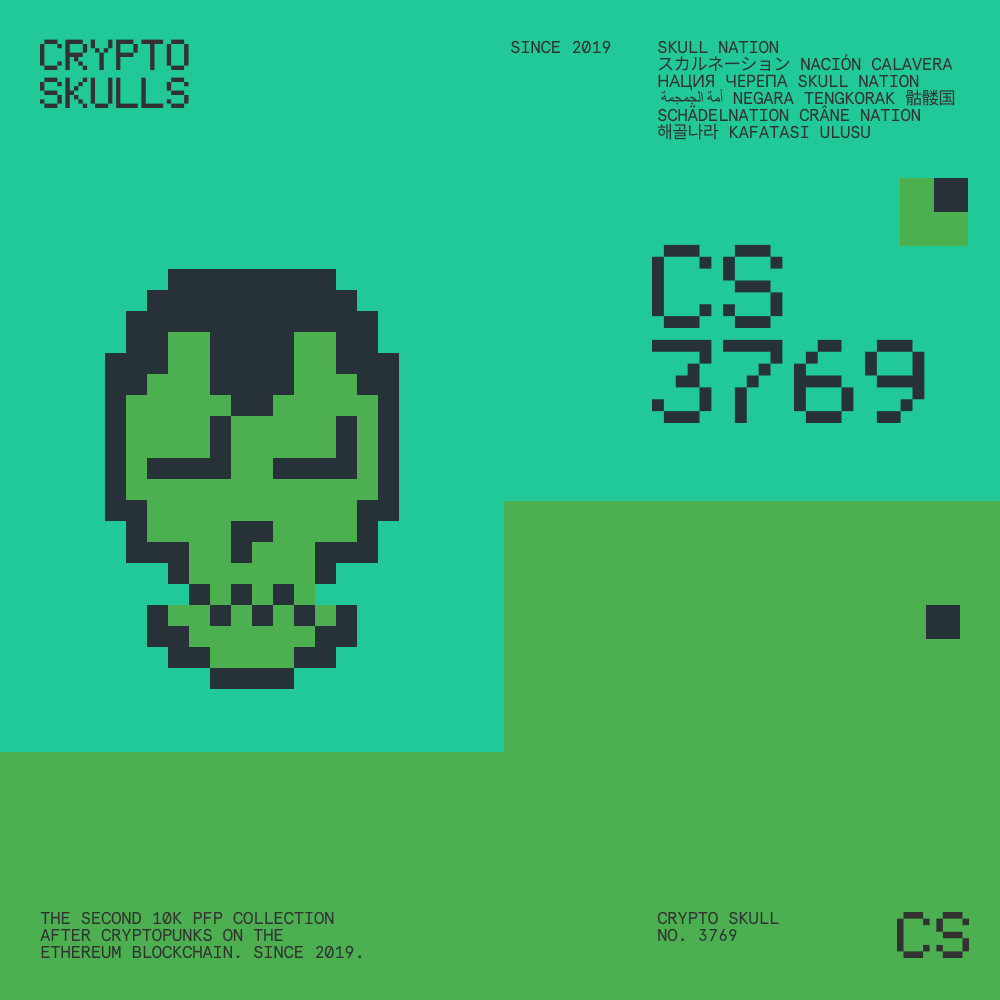 CRYPTO
SKULLS
SINCE 2019
SKULL NATION
スカルネーション NACIÓN CALAVERA
НАЦИЯ ЧЕРЕПА SKULL NATION
أمة الجمجمة NEGARA TENGKORAK 骷髅国
SCHÄDELNATION CRÂNE NATION
해골나라 KAFATASI ULUSU
CS
3769
THE SECOND 10K PFP COLLECTION
AFTER CRYPTOPUNKS ON THE
ETHEREUM BLOCKCHAIN. SINCE 2019.
CRYPTO SKULL
NO. 3769
CS